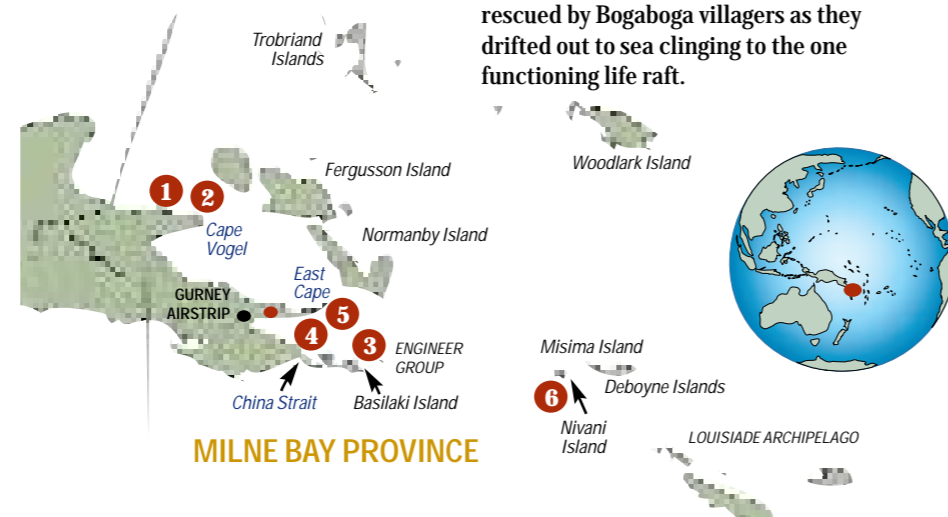 rescued by Bogaboga villagers as they
drifted out to sea clinging to the one
functioning life raft.
Trobriand
Islands
Woodlark Island
Fergusson Island
1
2
Cape
Vogel
Normanby Island
East
Cape
GURNEY
AIRSTRIP
5
4
3
ENGINEER
GROUP
Misima Island
Deboyne Islands
6
China Strait
Basilaki Island
Nivani
Island
LOUISIADE ARCHIPELAGO
MILNE BAY PROVINCE